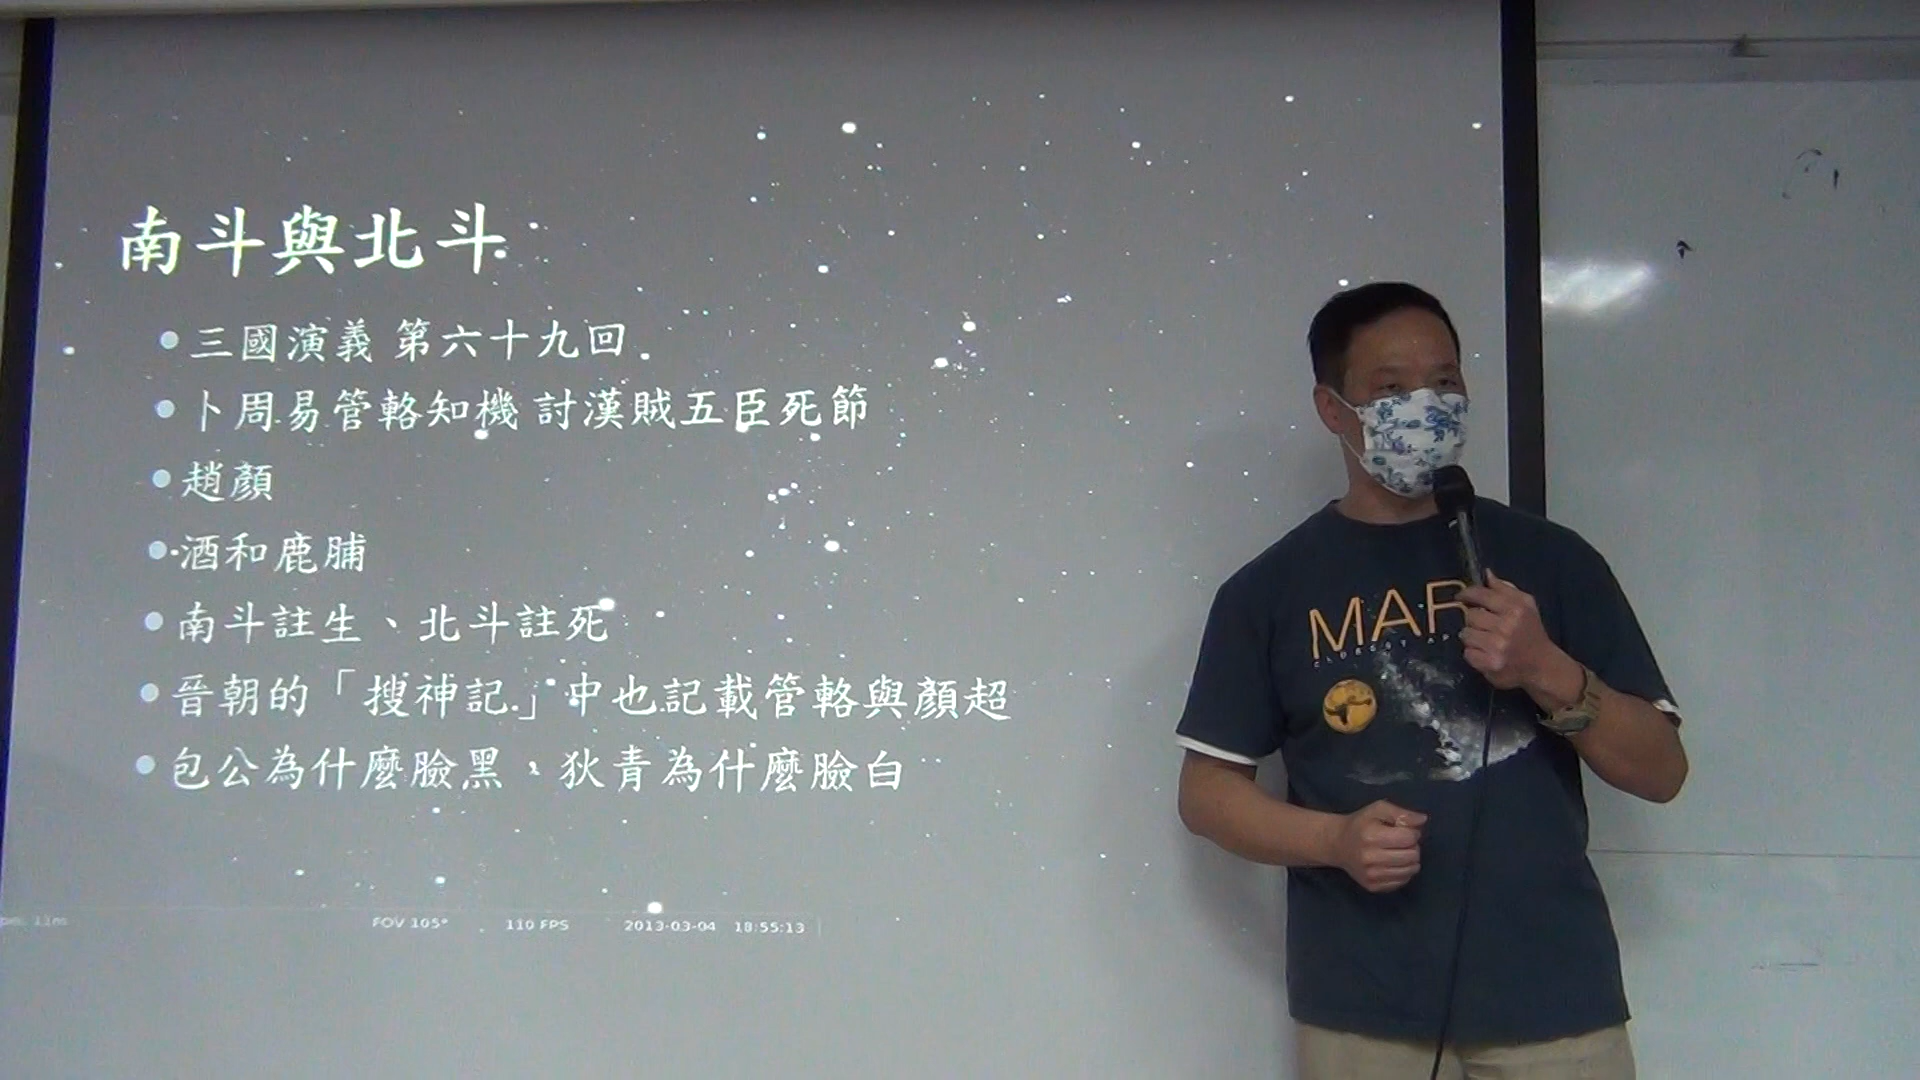 南斗與北斗
三國演義 第六十九回
卜周易管輅知機 討漢賊五臣死節
趙顏
酒和鹿脯
南斗註生、北斗註死
晉朝的「搜神記」中也記載管輅與顏超
包公為什麼臉黑,狄青為什麼臉白
FOV 105° 110 FPS 2013-03-04 18:55:13
MAR
CLOSEST AP